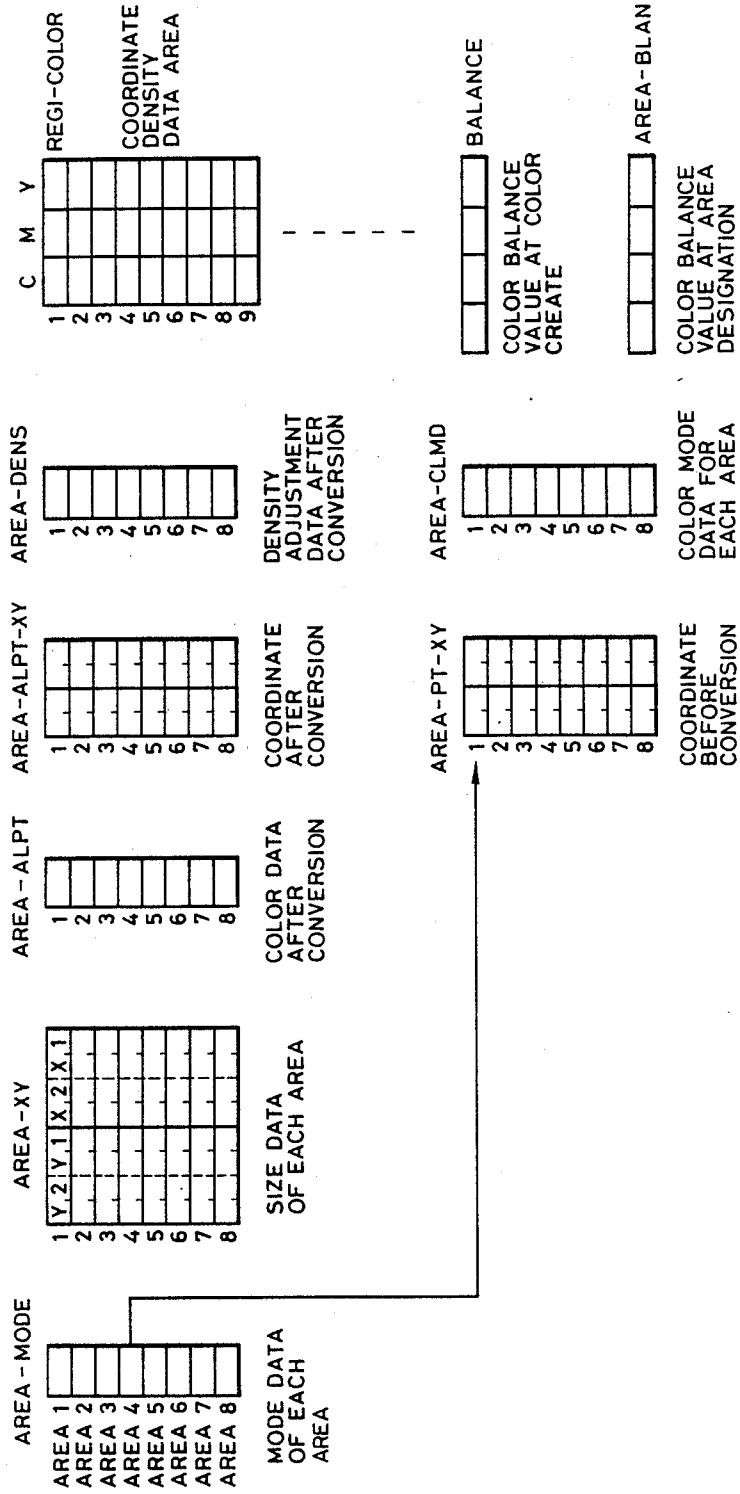 AREA-MODE
AREA 1
AREA 2
AREA 3
AREA 4
AREA 5
AREA 6
AREA 7
AREA 8
MODE DATA
OF EACH
AREA
AREA-XY
1 Y,2 Y,1 X,2 X,1
2
3
4
5
6
7
8
SIZE DATA
OF EACH AREA
AREA-ALPT
1
2
3
4
5
6
7
8
COLOR DATA
AFTER
CONVERSION
AREA-ALPT-XY
1
2
3
4
5
6
7
8
COORDINATE
AFTER
CONVERSION
AREA-DENS
1
2
3
4
5
6
7
8
DENSITY
ADJUSTMENT
DATA AFTER
CONVERSION
C M Y
1
2
3
4
5
6
7
8
9
REGI-COLOR
COORDINATE
DENSITY
DATA AREA
AREA-PT-XY
1
2
3
4
5
6
7
8
COORDINATE
BEFORE
CONVERSION
AREA-CLMD
1
2
3
4
5
6
7
8
COLOR MODE
DATA FOR
EACH AREA
BALANCE
COLOR BALANCE
VALUE AT COLOR
CREATE
AREA-BLAN
COLOR BALANCE
VALUE AT AREA
DESIGNATION